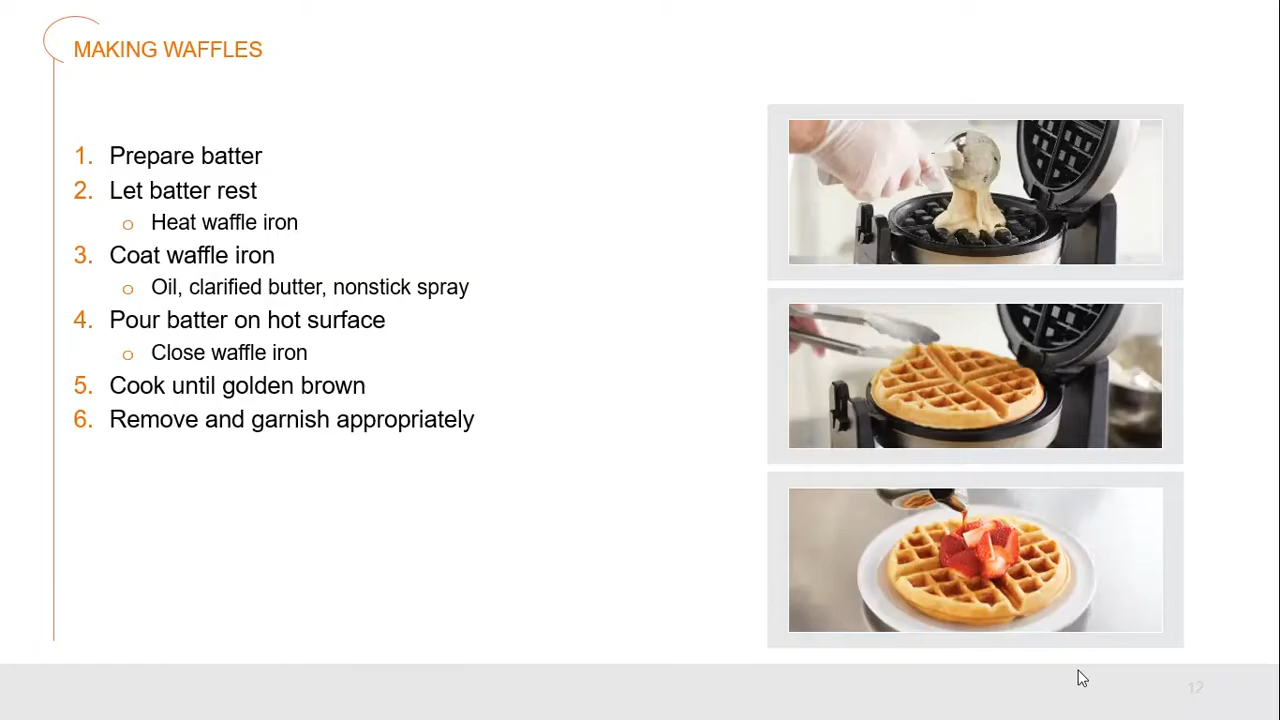 MAKING WAFFLES
1. Prepare batter
2. Let batter rest
o Heat waffle iron
3. Coat waffle iron
o Oil, clarified butter, nonstick spray
4. Pour batter on hot surface
o Close waffle iron
5. Cook until golden brown
6. Remove and garnish appropriately
12